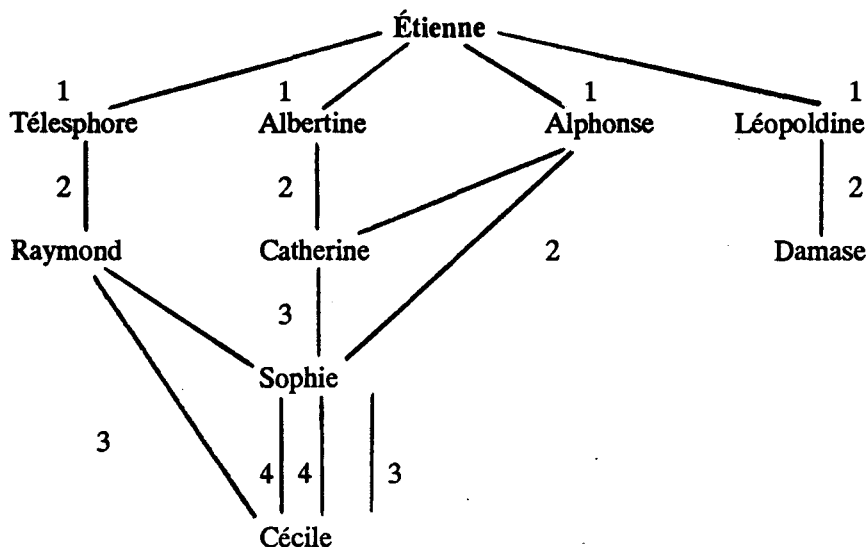 Étienne
1 1 1 1
Télesphore Albertine Alphonse Léopoldine
2 2 2
Raymond Catherine 2 Damase
3
Sophie
3 4 4 3
Cécile